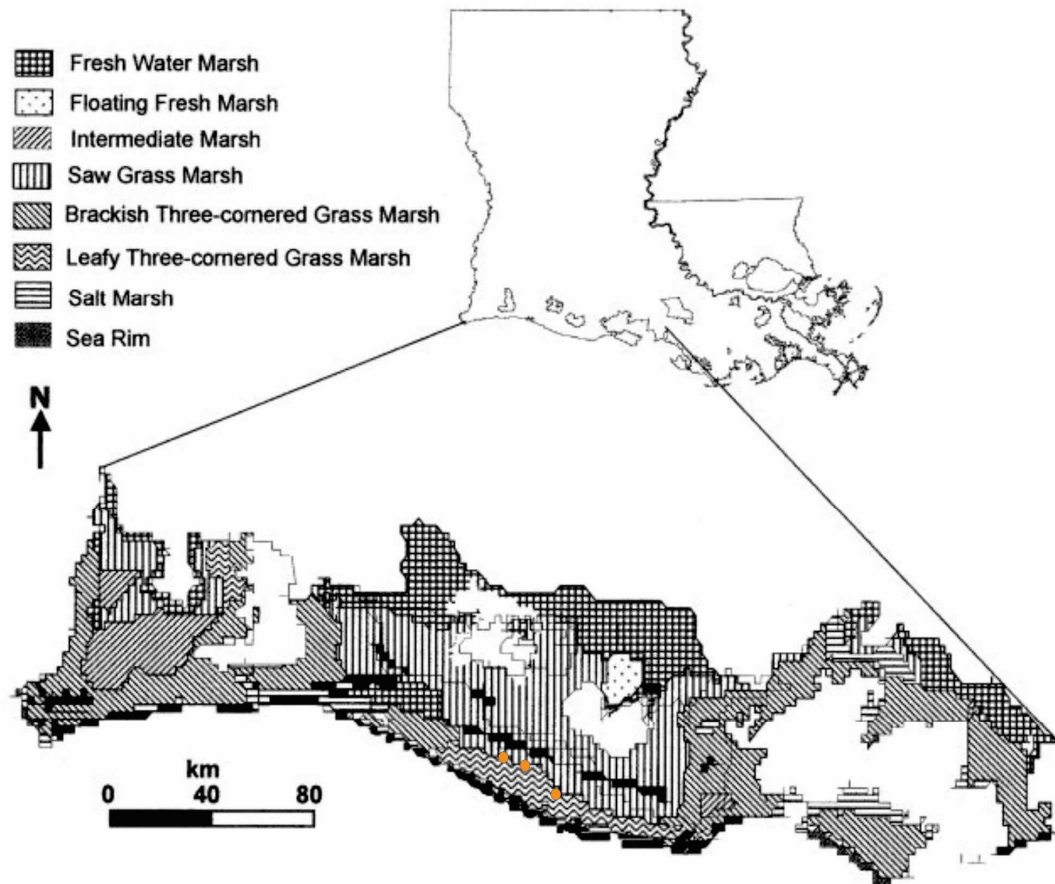 Fresh Water Marsh
Floating Fresh Marsh
Intermediate Marsh
Saw Grass Marsh
Brackish Three-cornered Grass Marsh
Leafy Three-cornered Grass Marsh
Salt Marsh
Sea Rim
N
km
0 40 80